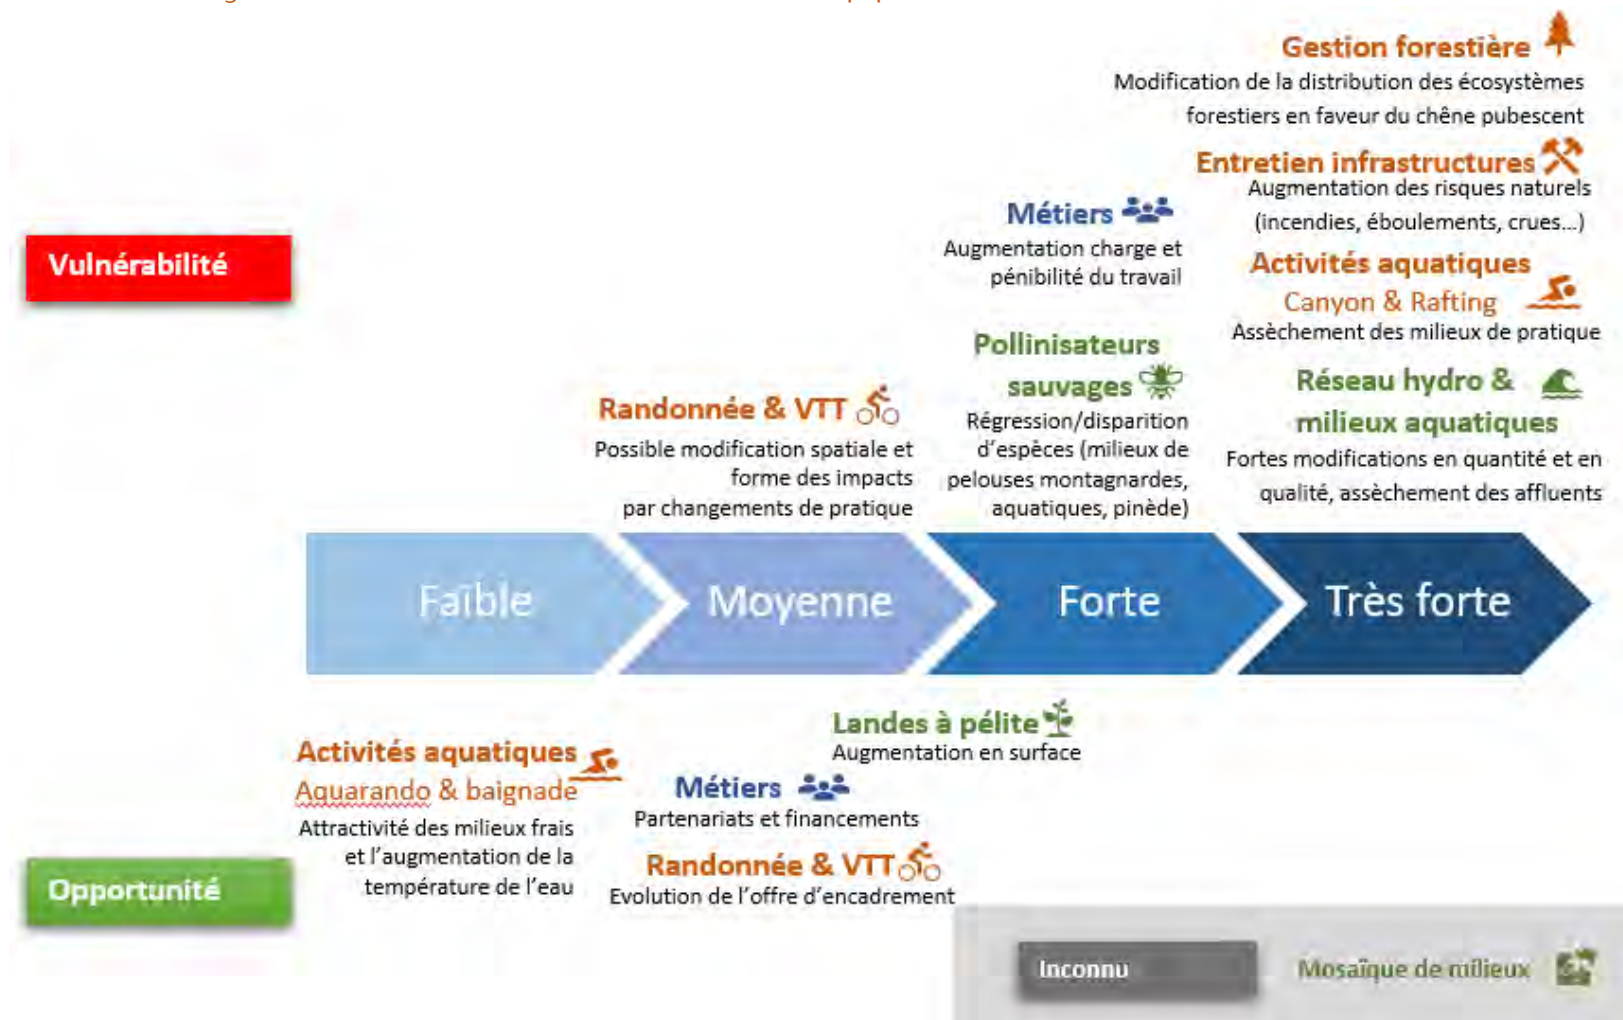 Gestion forestière
Modification de la distribution des écosystèmes
forestiers en faveur du chêne pubescent
Entretien infrastructures
Augmentation des risques naturels
(incendies, éboulements, crues...)
Métiers
Augmentation charge et
pénibilité du travail
Vulnérabilité
Activités aquatiques
Canyon & Rafting
Assèchement des milieux de pratique
Pollinisateurs
sauvages
Régression/disparition
d'espèces (milieux de
pelouses montagnardes,
aquatiques, pinède)
Réseau hydro &
milieux aquatiques
Fortes modifications en quantité et en
qualité, assèchement des affluents
Randonnée & VTT
Possible modification spatiale et
forme des impacts
par changements de pratique
Faïble
Moyenne
Forte
Très forte
Activités aquatiques
Aquarando & baignade
Attractivité des milieux frais
et l'augmentation de la
température de l'eau
Landes à pélite
Augmentation en surface
Métiers
Partenariats et financements
Randonnée & VTT
Evolution de l'offre d'encadrement
Opportunité
Inconnu
Mosaïque de milieux